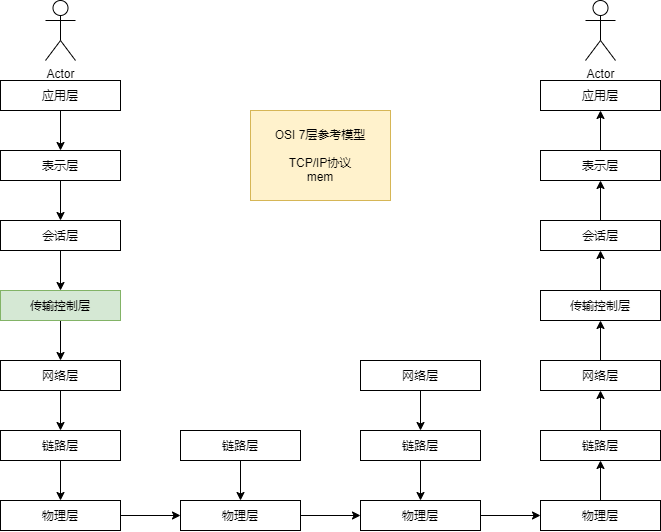 Actor
Actor
应用层
应用层
OSI 7层参考模型
TCP/IP协议
mem
表示层
表示层
会话层
会话层
传输控制层
传输控制层
网络层
网络层
网络层
链路层
链路层
链路层
链路层
物理层
物理层
物理层
物理层